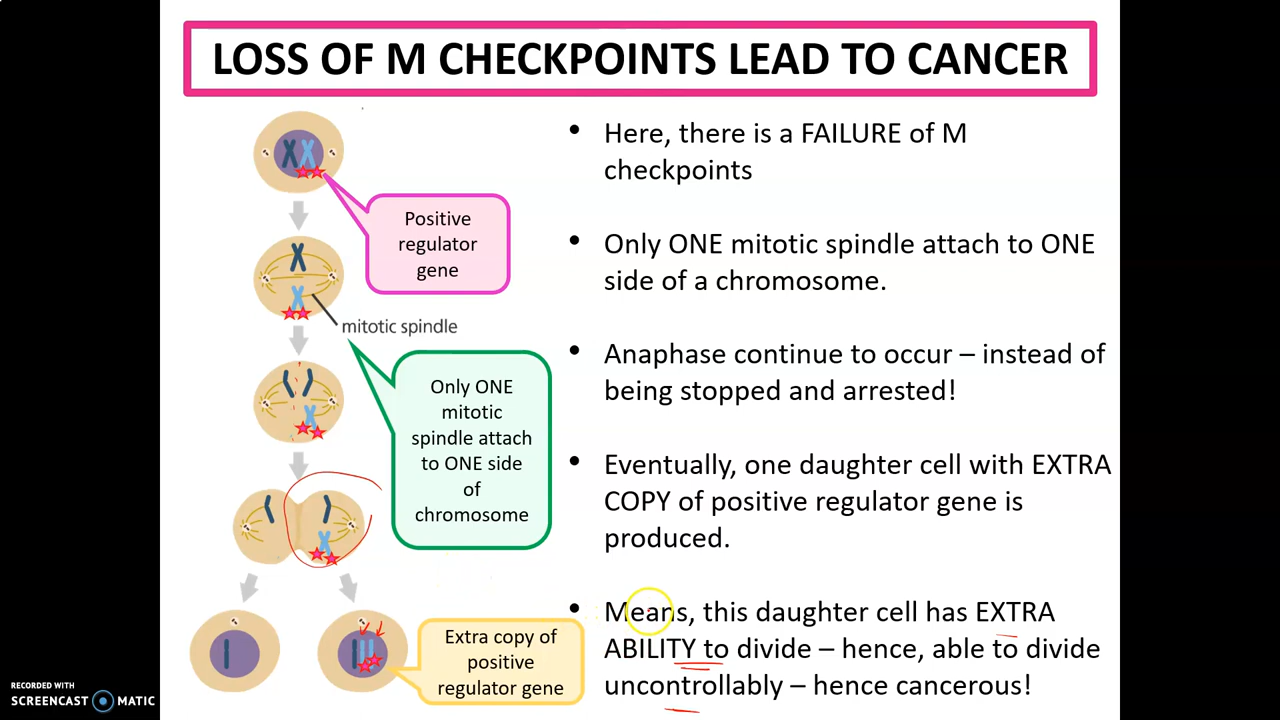 LOSS OF M CHECKPOINTS LEAD TO CANCER
Positive
regulator
gene
mitotic spindle
Only ONE
mitotic
spindle attach
to ONE side
of
chromosome
Extra copy of
positive
regulator gene
• Here, there is a FAILURE of M
checkpoints
• Only ONE mitotic spindle attach to ONE
side of a chromosome.
• Anaphase continue to occur – instead of
being stopped and arrested!
• Eventually, one daughter cell with EXTRA
COPY of positive regulator gene is
produced.
• Means, this daughter cell has EXTRA
ABILITY to divide – hence, able to divide
uncontrollably – hence cancerous!
RECORDED WITH
SCREENCAST MATIC